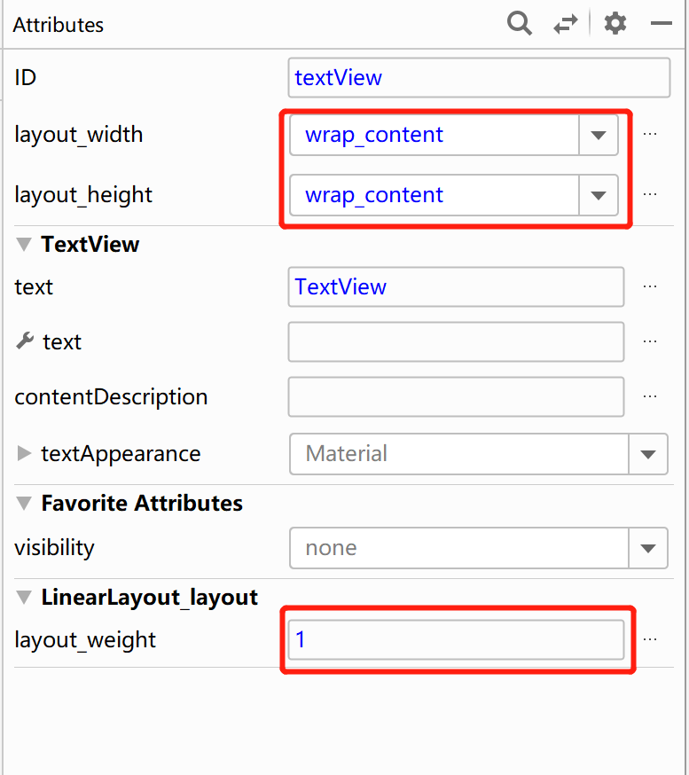 Attributes
ID textView
layout_width wrap_content ...
layout_height wrap_content ...
TextView
text TextView ...
text ...
contentDescription ...
textAppearance Material
Favorite Attributes
visibility none
LinearLayout_layout
layout_weight 1 ...